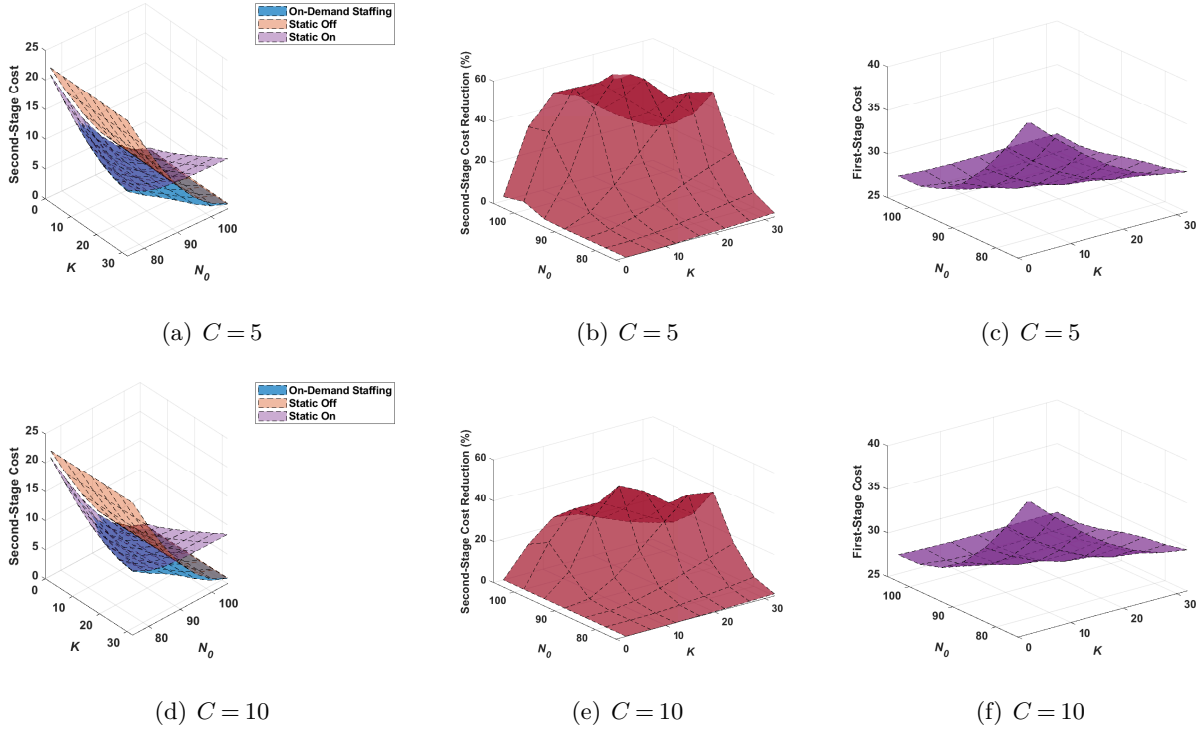 On-Demand Staffing
Static Off
Static On
Second-Stage Cost
25
20
15
10
5
0
0
10
20
30
K
80
90
100
N0
(a) C = 5
Second-Stage Cost Reduction (%)
60
40
20
0
100
90
80
N0
0
10
20
30
K
(b) C = 5
First-Stage Cost
40
35
30
25
100
90
80
N0
0
10
20
30
K
(c) C = 5
On-Demand Staffing
Static Off
Static On
Second-Stage Cost
25
20
15
10
5
0
0
10
20
30
K
80
90
100
N0
(d) C = 10
Second-Stage Cost Reduction (%)
60
40
20
0
100
90
80
N0
0
10
20
30
K
(e) C = 10
First-Stage Cost
40
35
30
25
100
90
80
N0
0
10
20
30
K
(f) C = 10